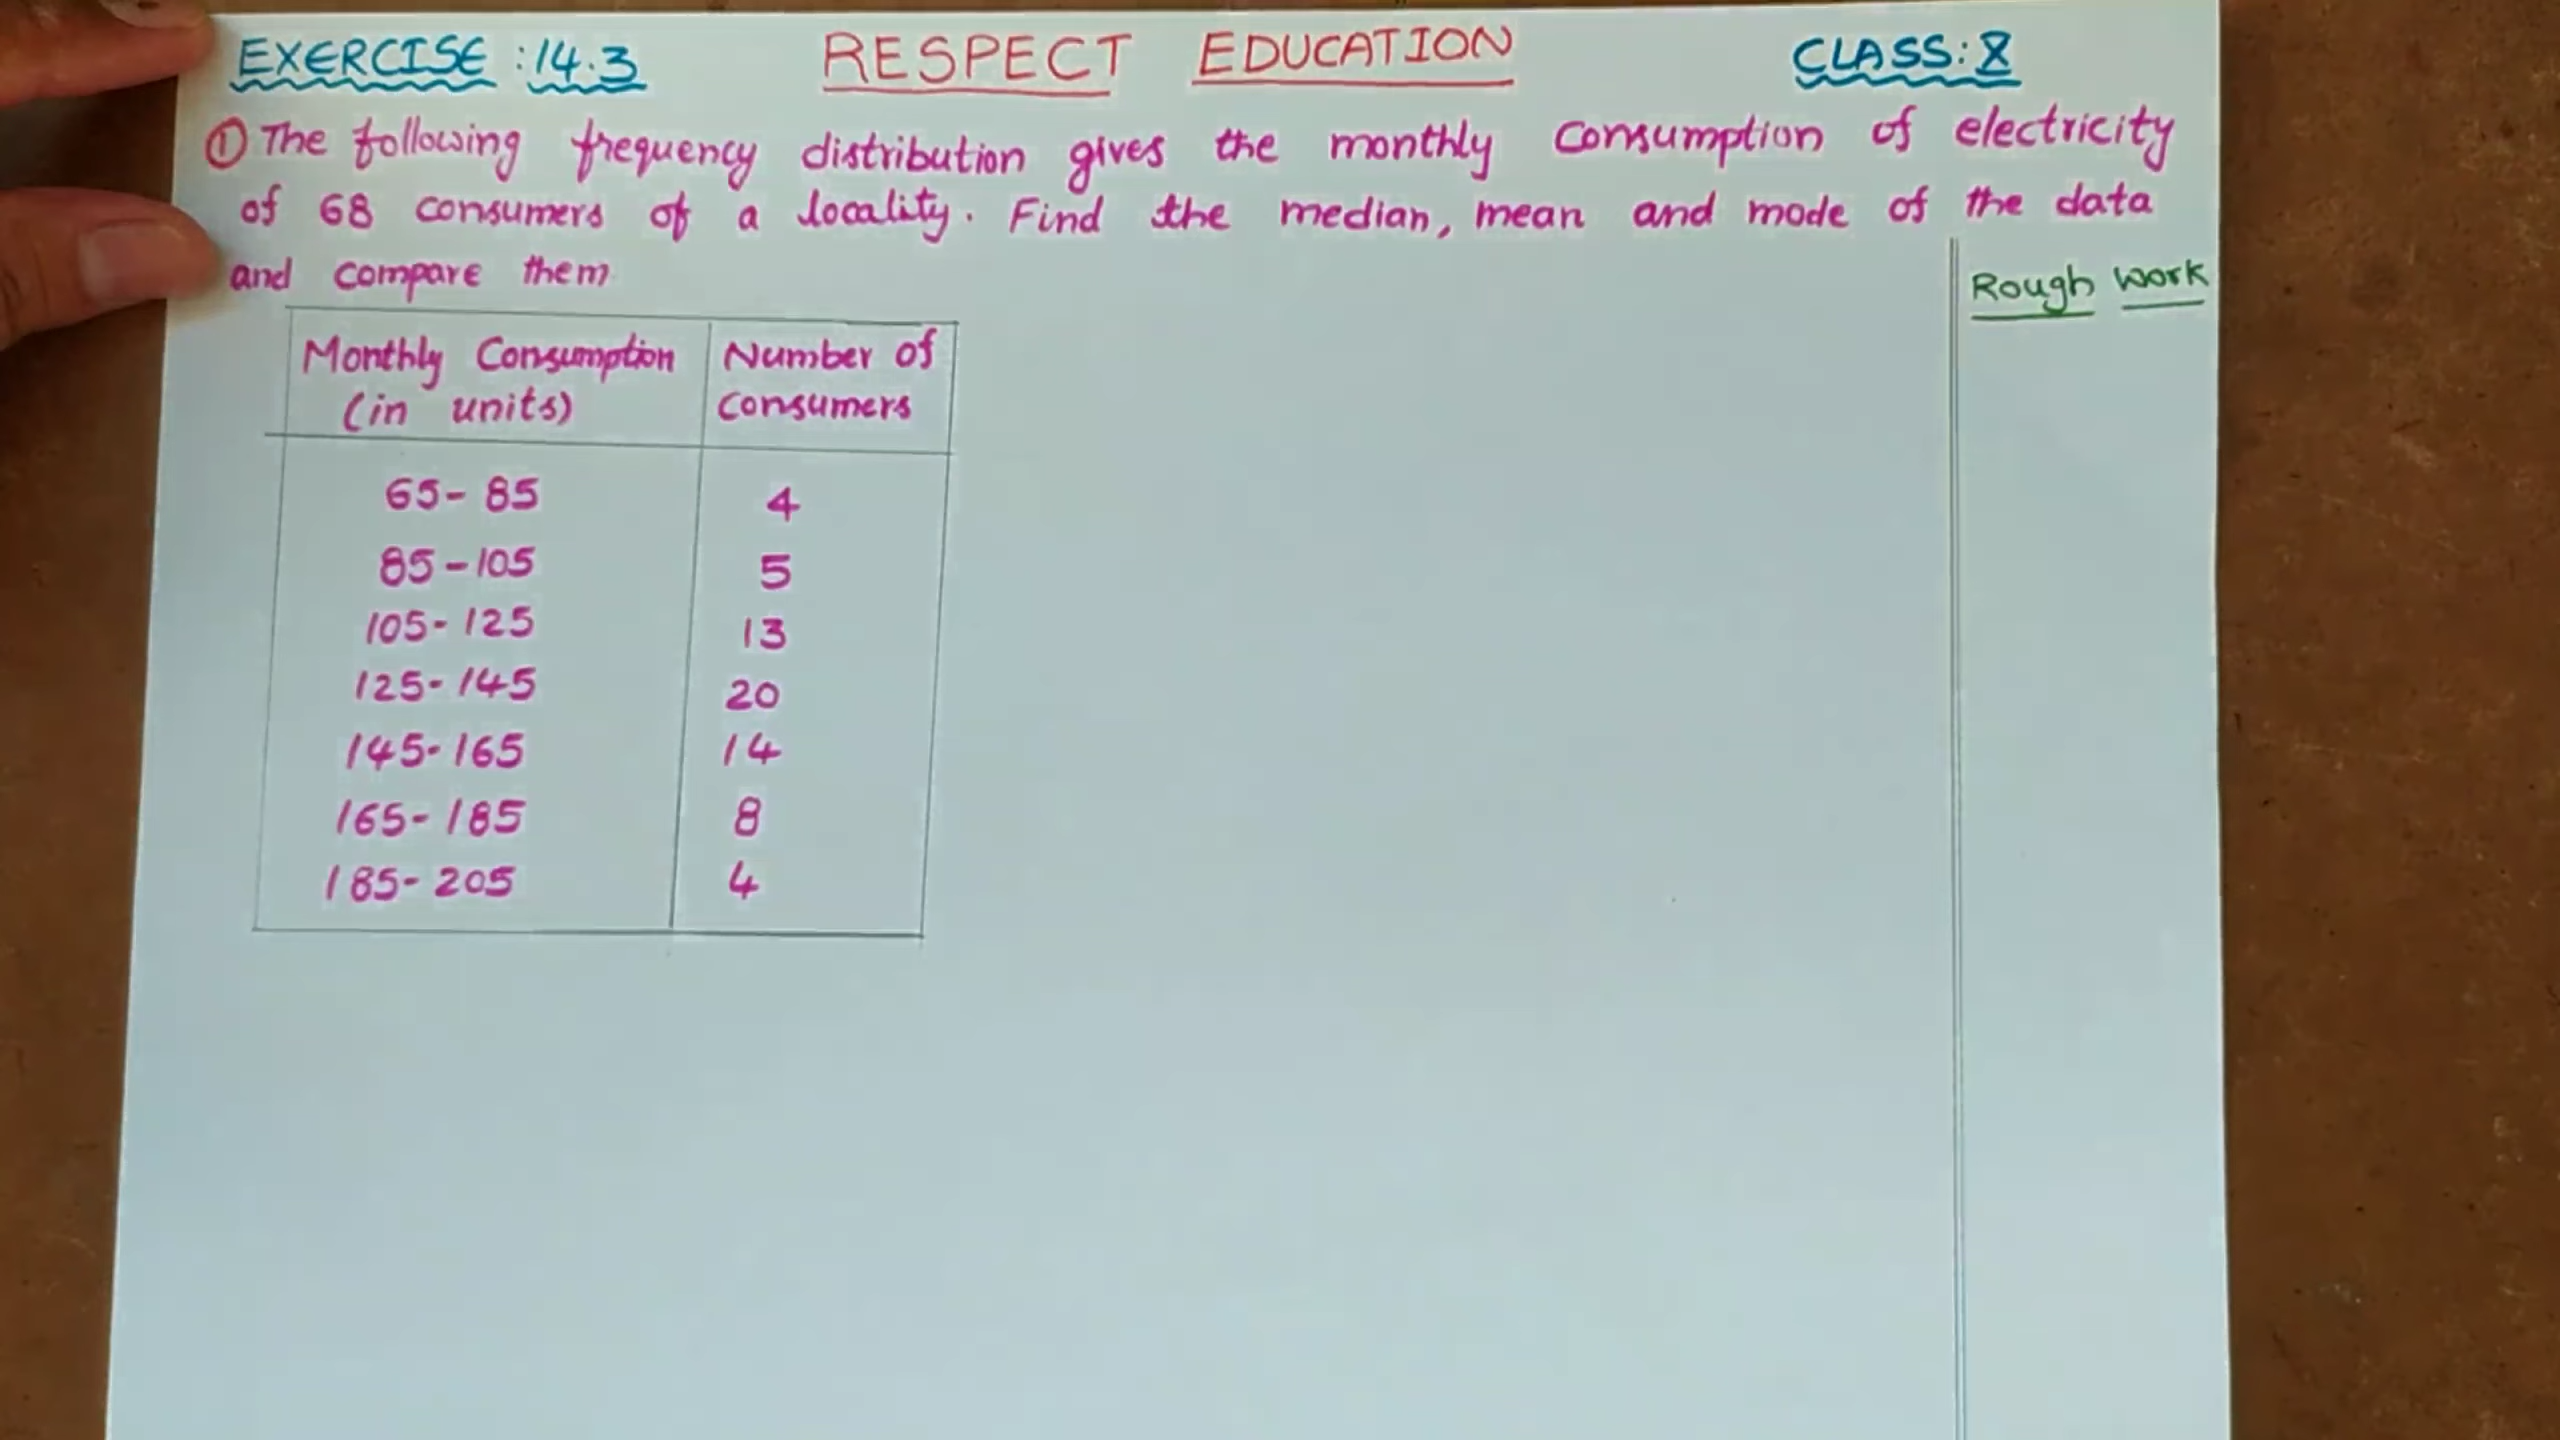 EXERCISE : 14.3 RESPECT EDUCATION CLASS: X
① The following frequency distribution gives the monthly consumption of electricity
of 68 consumers of a locality. Find the median, mean and mode of the data
and compare them
Rough work
Monthly Consumption Number of
(in units) consumers
65-85 4
85-105 5
105-125 13
125-145 20
145-165 14
165-185 8
185-205 4